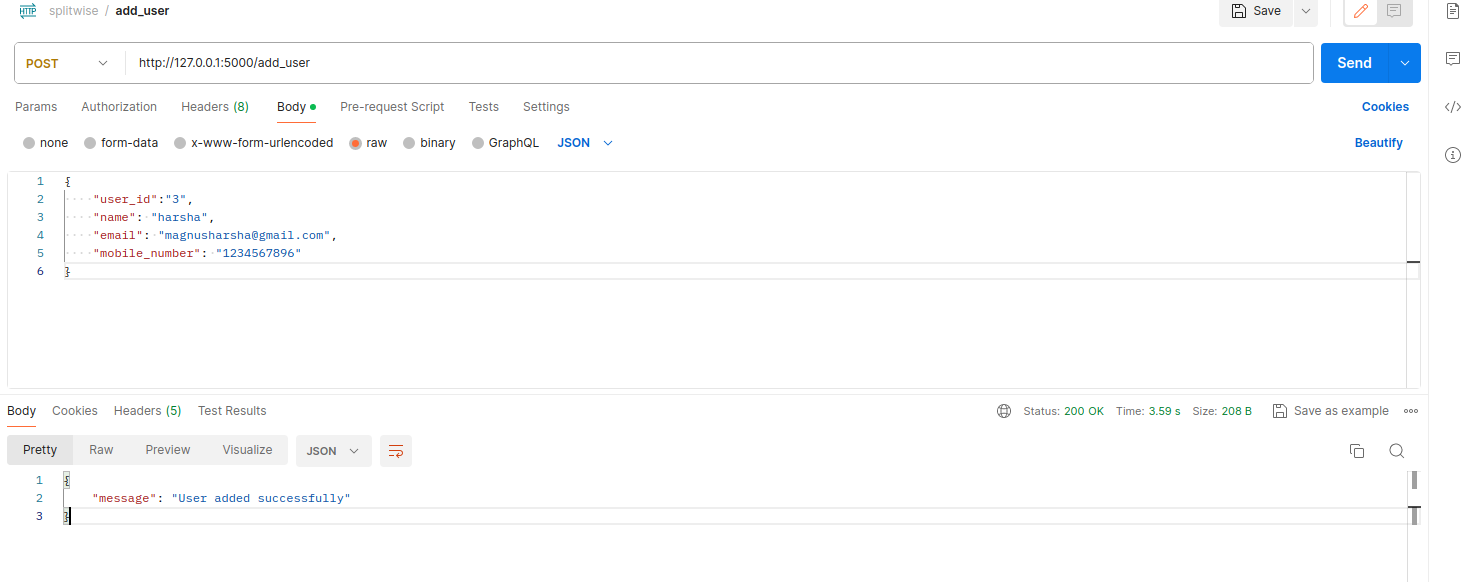 HTTP splitwise / add_user Save
POST http://127.0.0.1:5000/add_user Send
Params Authorization Headers (8) Body Pre-request Script Tests Settings Cookies
none form-data x-www-form-urlencoded raw binary GraphQL JSON Beautify
1 {
2 "user_id":"3",
3 "name": "harsha",
4 "email": "magnusharsha@gmail.com",
5 "mobile_number": "1234567896"
6 }
Body Cookies Headers (5) Test Results Status: 200 OK Time: 3.59 s Size: 208 B Save as example
Pretty Raw Preview Visualize JSON
1 {
2 "message": "User added successfully"
3 }